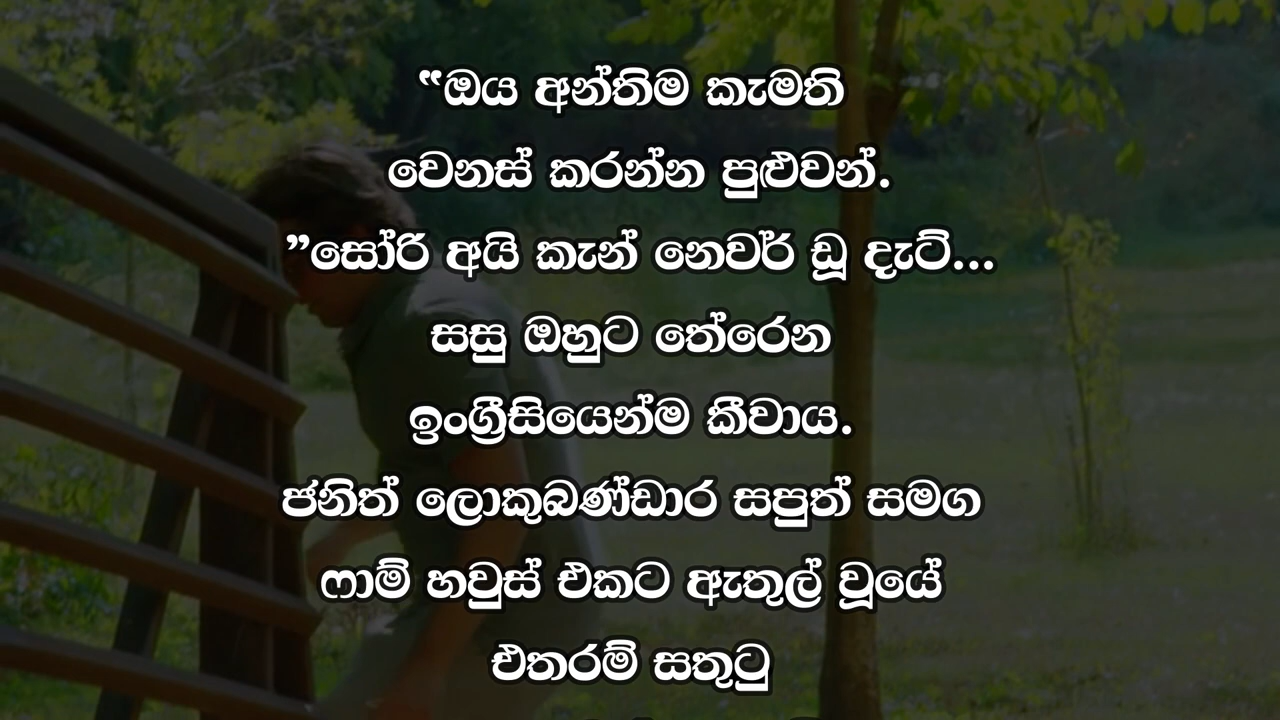 “ඔය අන්තිම කැමති
වෙනස් කරන්න පුළුවන්.
”සෝරි අයි කැන් නෙවර් ඩූ දැට්...
සසු ඔහුට තේරෙන
ඉංග්‍රීසියෙන්ම කීවාය.
ජනිත් ලොකුබණ්ඩාර සපුත් සමග
ෆාම් හවුස් එකට ඇතුල් වූයේ
එතරම් සතුටු